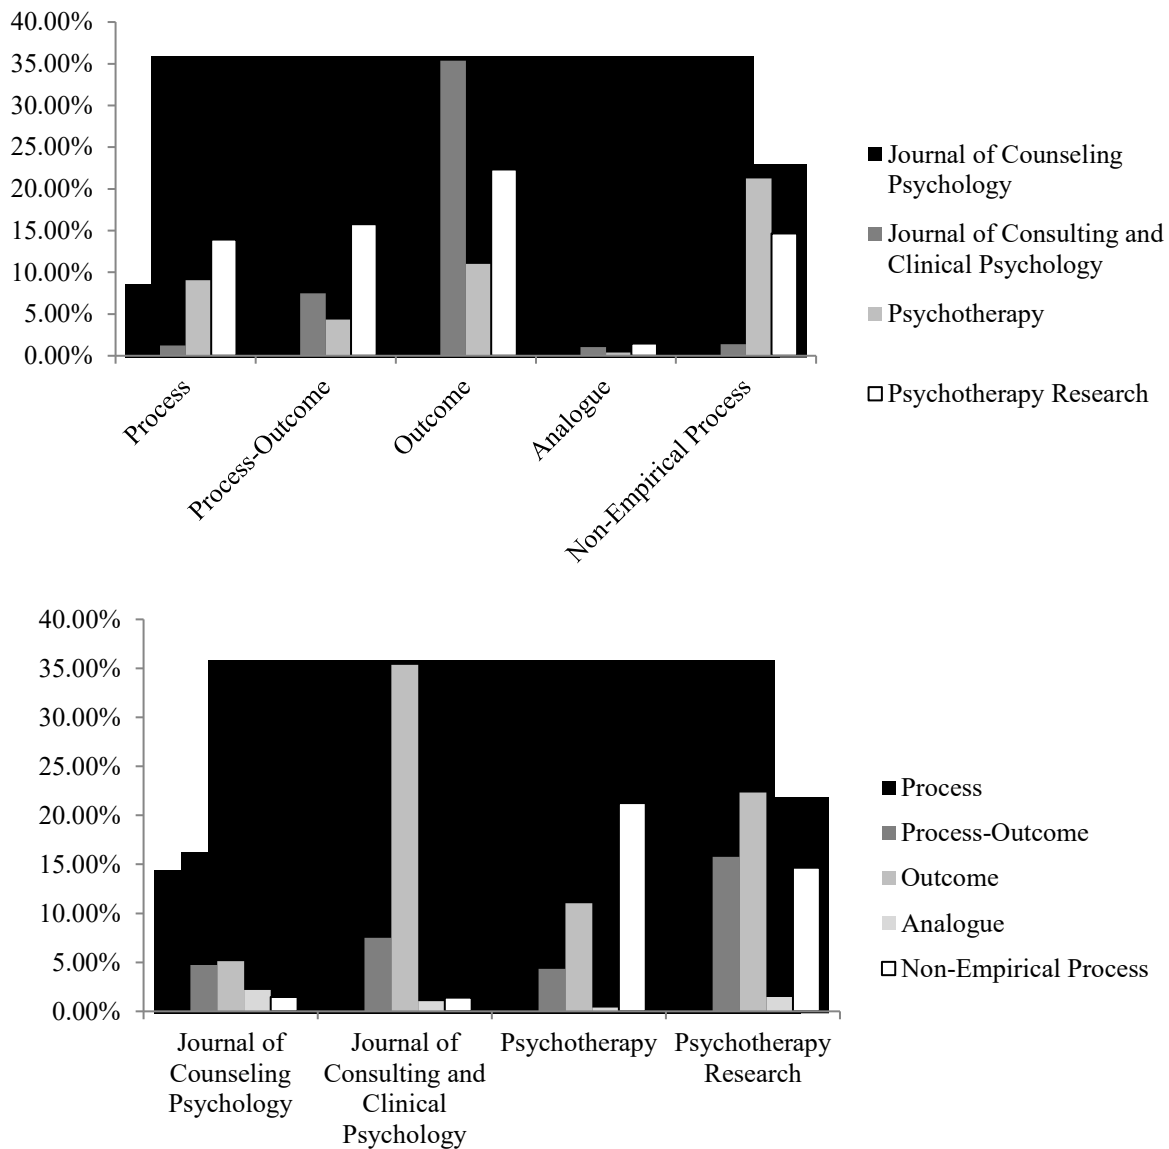 40.00%
35.00%
30.00%
25.00%
20.00%
15.00%
10.00%
5.00%
0.00%
Process
Process-Outcome
Outcome
Analogue
Non-Empirical Process
Journal of Counseling
Psychology
Journal of Consulting and
Clinical Psychology
Psychotherapy
Psychotherapy Research
40.00%
35.00%
30.00%
25.00%
20.00%
15.00%
10.00%
5.00%
0.00%
Journal of
Counseling
Psychology
Journal of
Consulting and
Clinical
Psychology
Psychotherapy
Psychotherapy
Research
Process
Process-Outcome
Outcome
Analogue
Non-Empirical Process